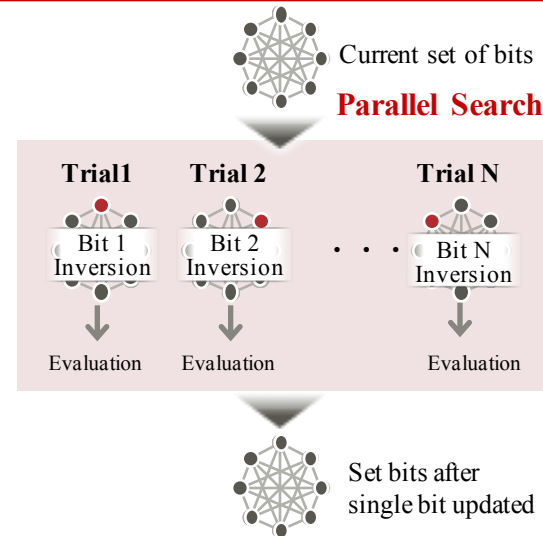 Current set of bits
Parallel Search
Trial1 Trial 2 Trial N
Bit 1 Bit 2 . . . Bit N
Inversion Inversion Inversion
Evaluation Evaluation Evaluation
Set bits after
single bit updated